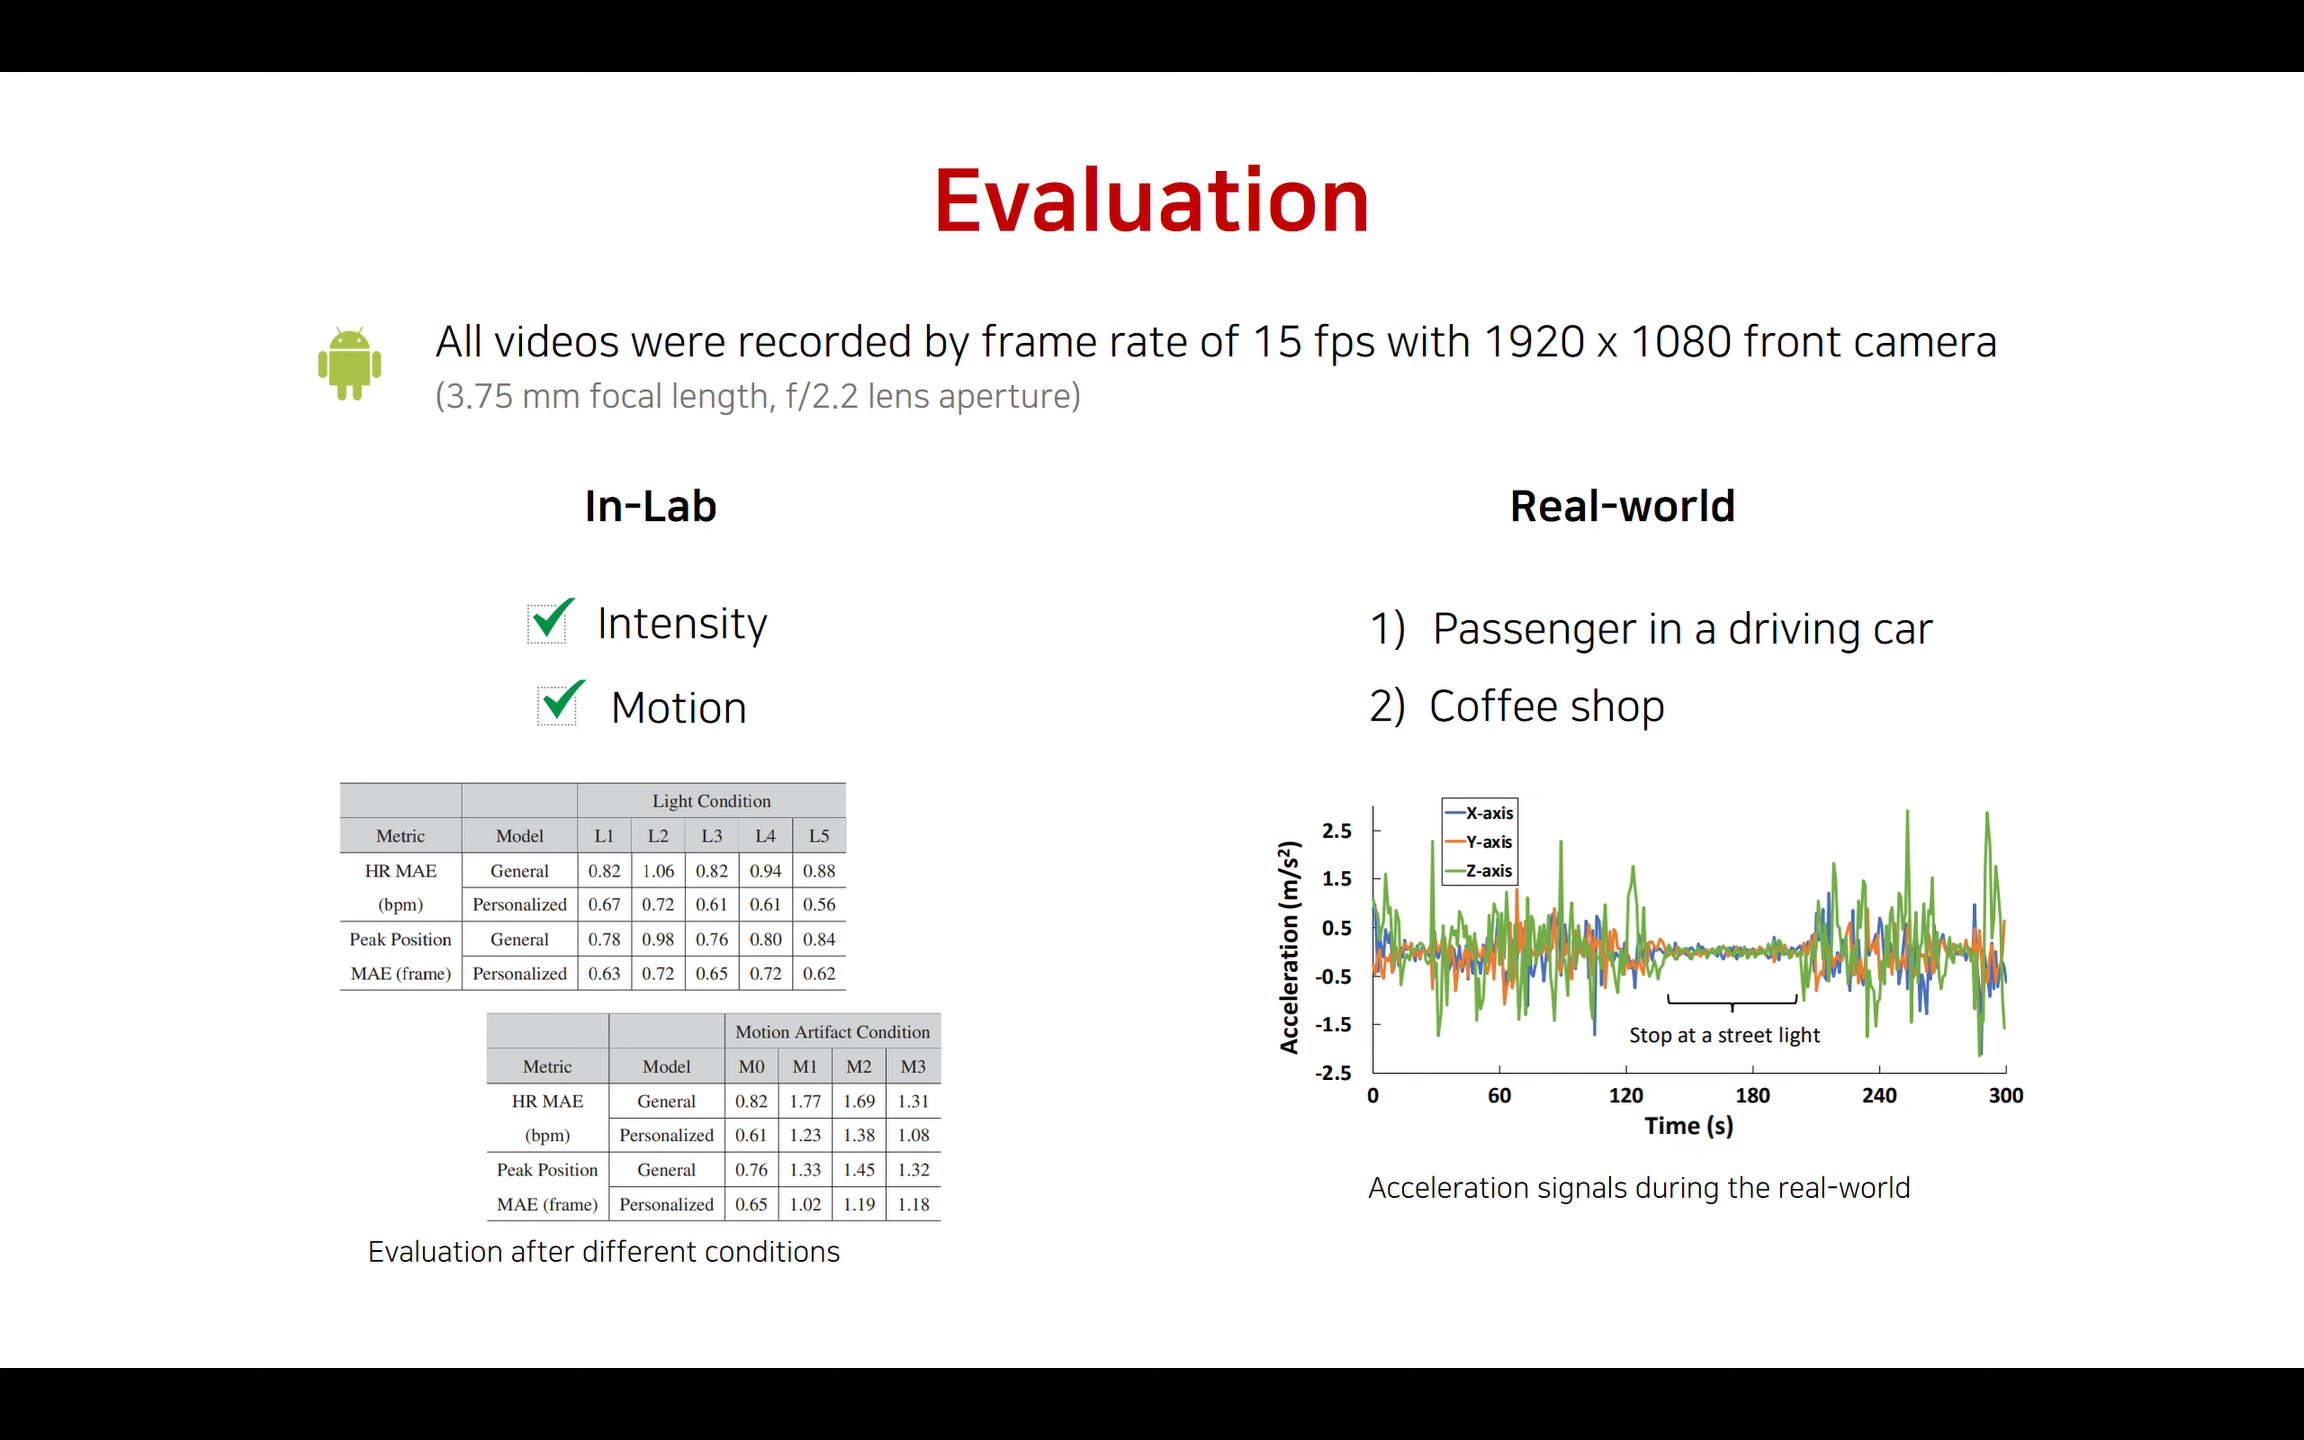 Evaluation
All videos were recorded by frame rate of 15 fps with 1920 x 1080 front camera
(3.75 mm focal length, f/2.2 lens aperture)
In-Lab
Intensity
Motion
Light Condition
Metric Model L1 L2 L3 L4 L5
HR MAE General 0.82 1.06 0.82 0.94 0.88
(bpm) Personalized 0.67 0.72 0.61 0.61 0.56
Peak Position General 0.78 0.98 0.76 0.80 0.84
MAE (frame) Personalized 0.63 0.72 0.65 0.72 0.62
Motion Artifact Condition
Metric Model M0 M1 M2 M3
HR MAE General 0.82 1.77 1.69 1.31
(bpm) Personalized 0.61 1.23 1.38 1.08
Peak Position General 0.76 1.33 1.45 1.32
MAE (frame) Personalized 0.65 1.02 1.19 1.18
Evaluation after different conditions
Real-world
1) Passenger in a driving car
2) Coffee shop
X-axis
Y-axis
Z-axis
Acceleration (m/s²)
2.5
1.5
0.5
-0.5
-1.5
-2.5
Stop at a street light
0 60 120 180 240 300
Time (s)
Acceleration signals during the real-world